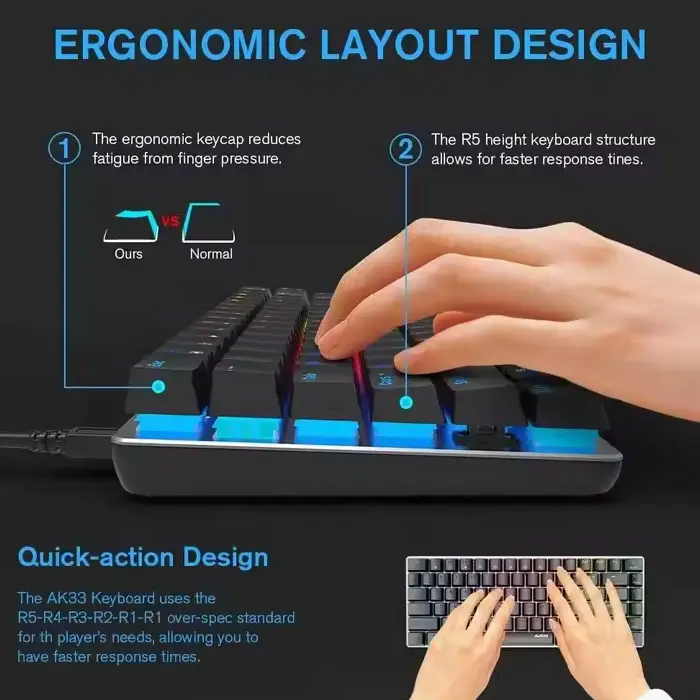 ERGONOMIC LAYOUT DESIGN
1
The ergonomic keycap reduces
fatigue from finger pressure.
2
The R5 height keyboard structure
allows for faster response tines.
VS
Ours
Normal
Quick-action Design
The AK33 Keyboard uses the
R5-R4-R3-R2-R1-R1 over-spec standard
for th player's needs, allowing you to
have faster response times.